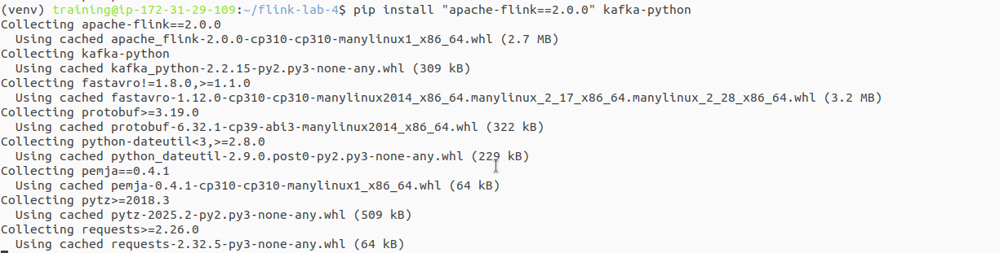 (venv) training@ip-172-31-29-109:~/flink-lab-4$ pip install "apache-flink==2.0.0" kafka-python
Collecting apache-flink==2.0.0
  Using cached apache_flink-2.0.0-cp310-cp310-manylinux1_x86_64.whl (2.7 MB)
Collecting kafka-python
  Using cached kafka_python-2.2.15-py2.py3-none-any.whl (309 kB)
Collecting fastavro!=1.8.0,>=1.1.0
  Using cached fastavro-1.12.0-cp310-cp310-manylinux2014_x86_64.manylinux_2_17_x86_64.manylinux_2_28_x86_64.whl (3.2 MB)
Collecting protobuf>=3.19.0
  Using cached protobuf-6.32.1-cp39-abi3-manylinux2014_x86_64.whl (322 kB)
Collecting python-dateutil<3,>=2.8.0
  Using cached python_dateutil-2.9.0.post0-py2.py3-none-any.whl (229 kB)
Collecting pemja==0.4.1
  Using cached pemja-0.4.1-cp310-cp310-manylinux1_x86_64.whl (64 kB)
Collecting pytz>=2018.3
  Using cached pytz-2025.2-py2.py3-none-any.whl (509 kB)
Collecting requests>=2.26.0
  Using cached requests-2.32.5-py3-none-any.whl (64 kB)